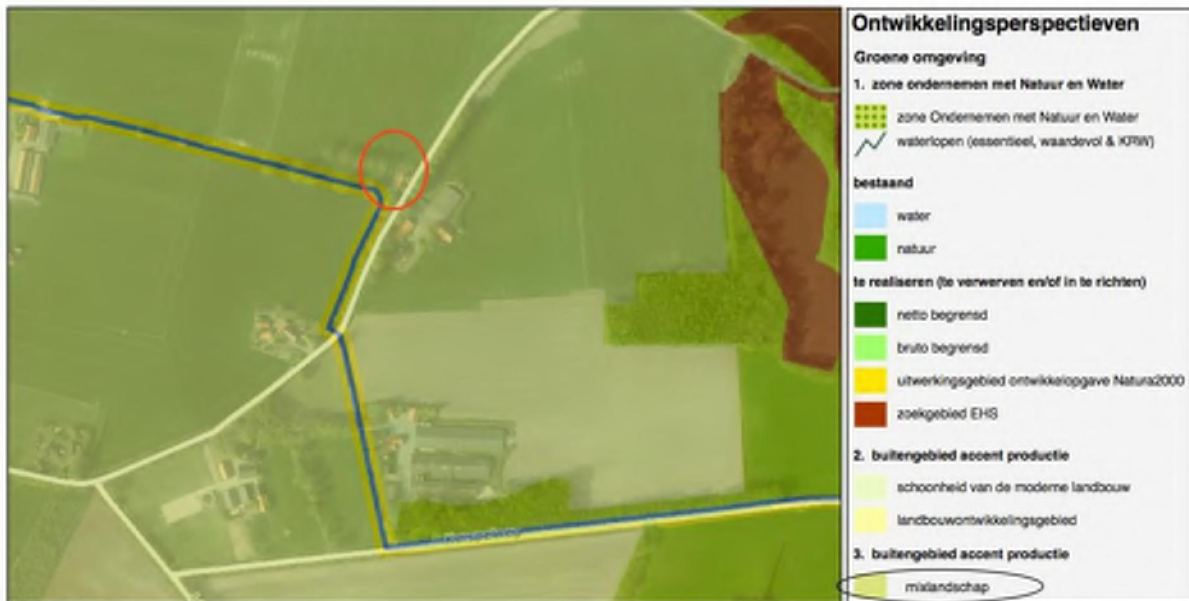 Ontwikkelingsperspectieven
Groene omgeving
1. zone ondernemen met Natuur en Water
zone Ondernemen met Natuur en Water
waterlopen (essentieel, waardevol & KRW)
bestaand
water
natuur
te realiseren (te verwerven en/of in te richten)
netto begrensd
bruto begrensd
uitwerkingsgebied ontwikkelopgave Natura2000
zoekgebied EHS
2. buitengebied accent productie
schoonheid van de moderne landbouw
landbouwontwikkelingsgebied
3. buitengebied accent productie
mixlandschap